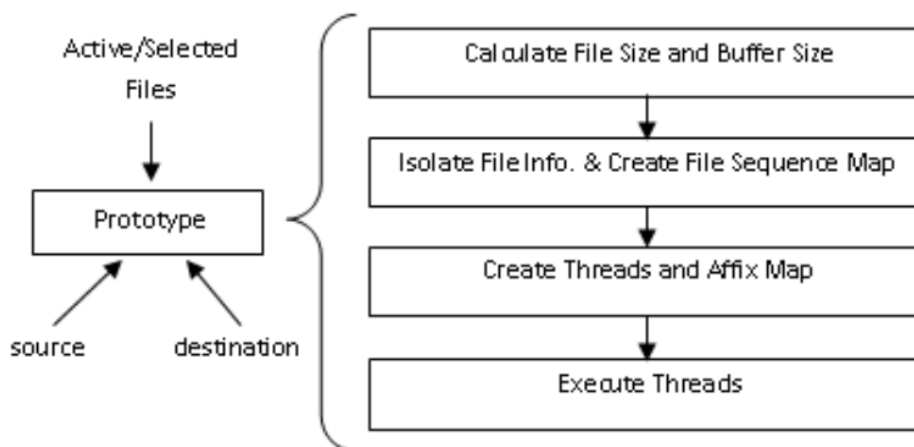 Active/Selected
Files
Prototype
source
destination
Calculate File Size and Buffer Size
Isolate File Info. & Create File Sequence Map
Create Threads and Affix Map
Execute Threads